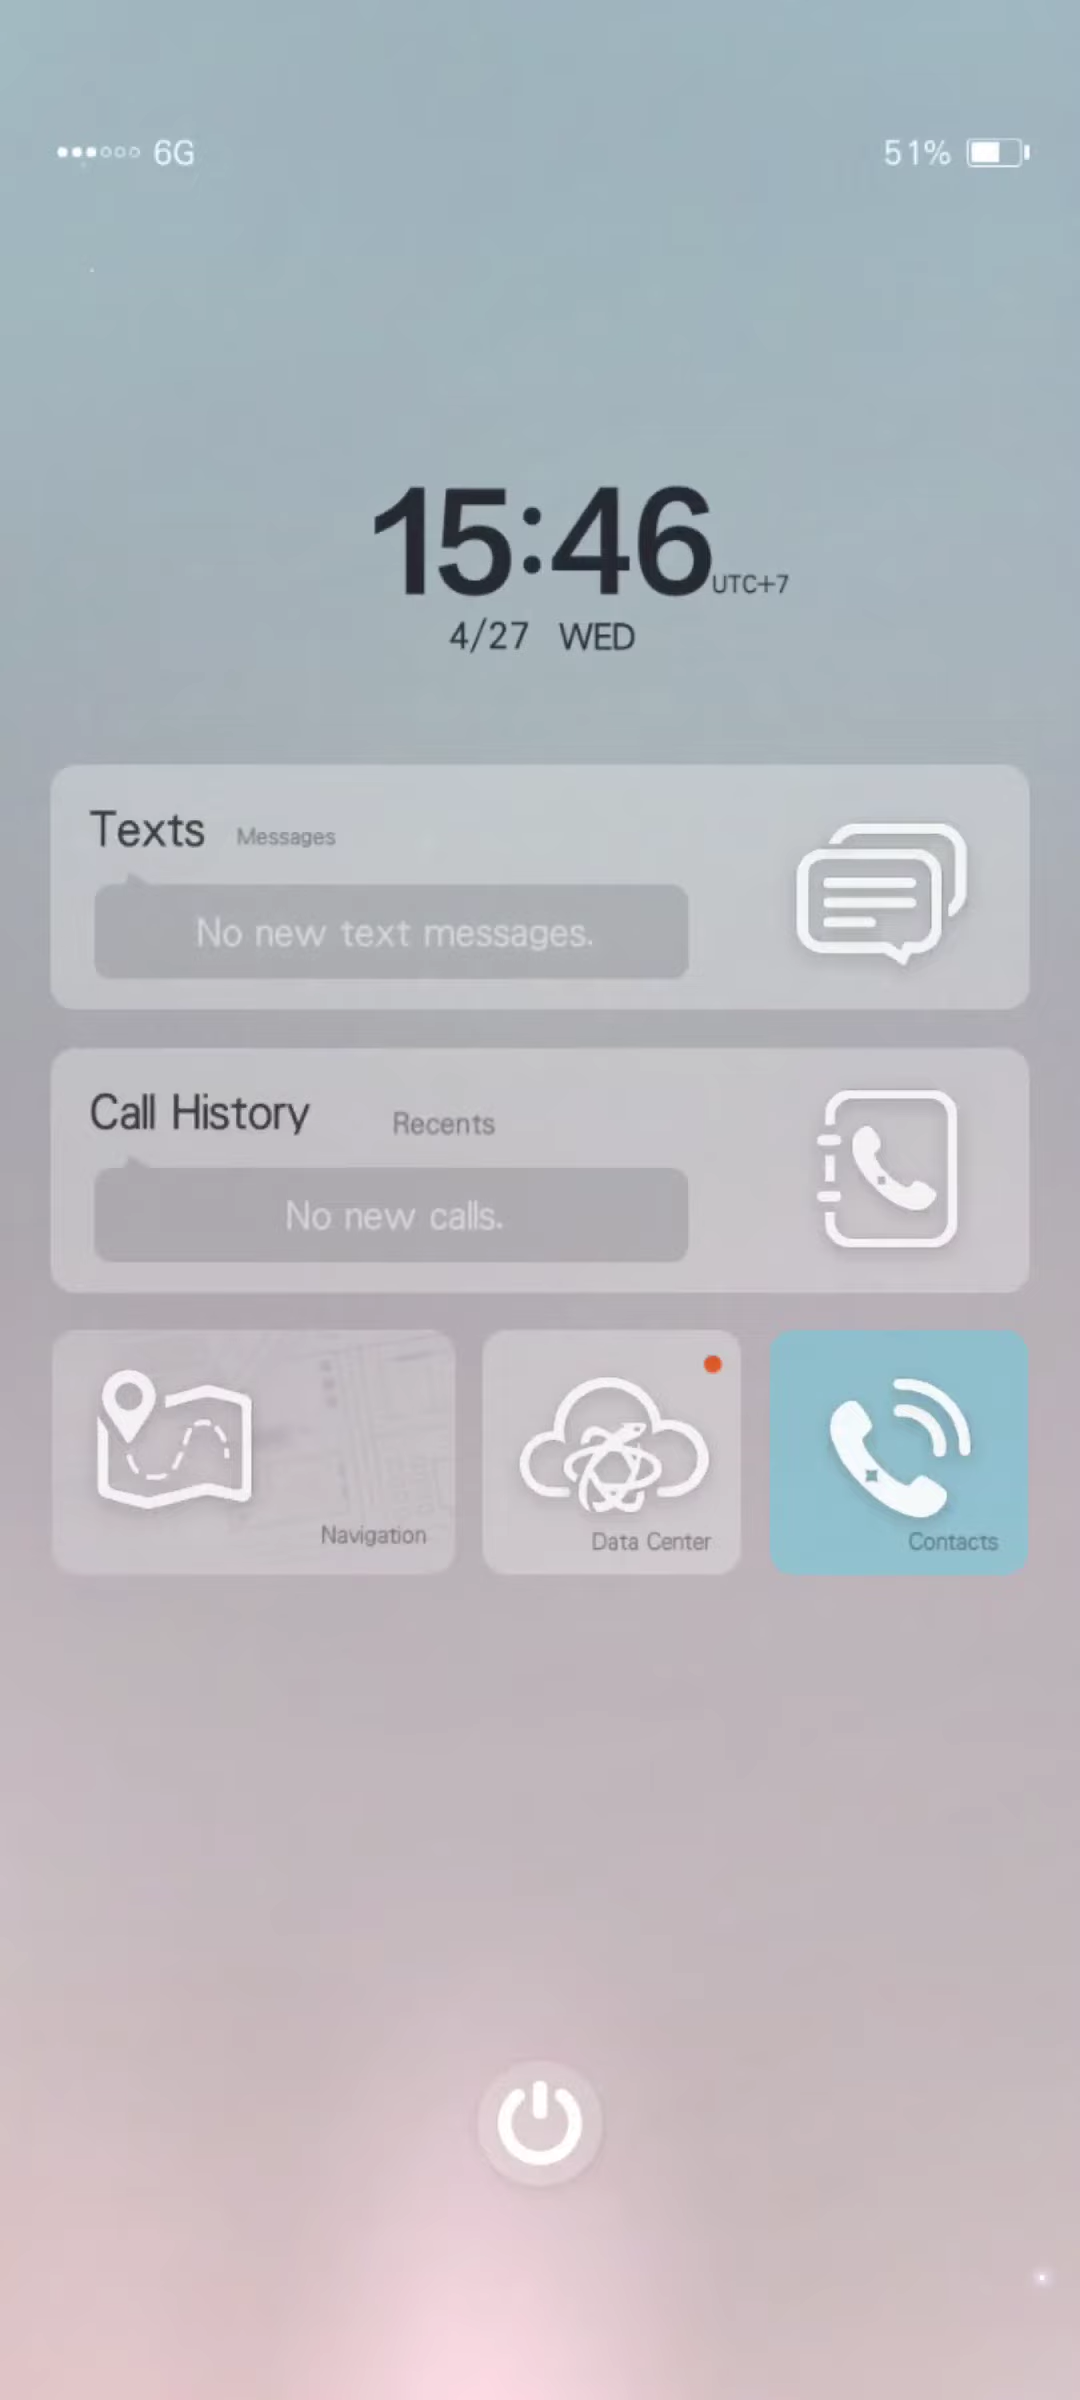 6G
51%
15:46 UTC+7
4/27 WED
Texts Messages
No new text messages.
Call History Recents
No new calls.
Navigation
Data Center
Contacts